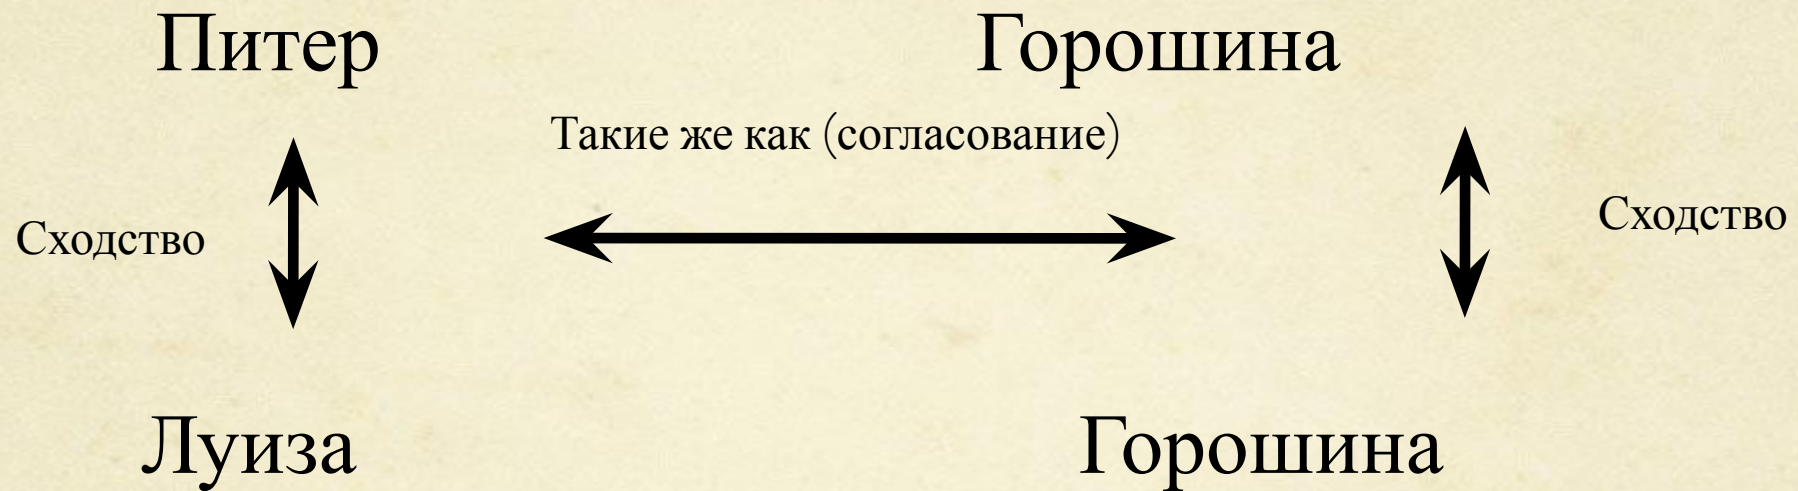 Питер
Горошина
Такие же как (согласование)
Сходство
Сходство
Луиза
Горошина